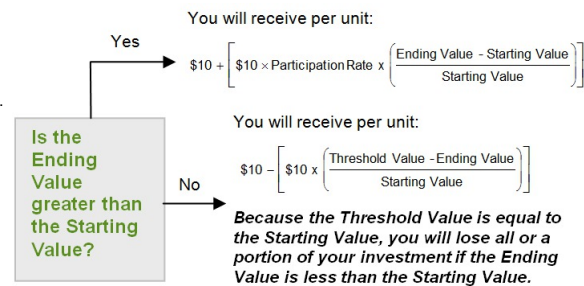 You will receive per unit:
Yes
$10 + [ $10 × Participation Rate x ( Ending Value - Starting Value
Starting Value ) ]
You will receive per unit:
Is the
Ending
Value
greater than
the Starting
Value?
No
$10 – [ $10 x ( Threshold Value - Ending Value
Starting Value ) ]
Because the Threshold Value is equal to
the Starting Value, you will lose all or a
portion of your investment if the Ending
Value is less than the Starting Value.